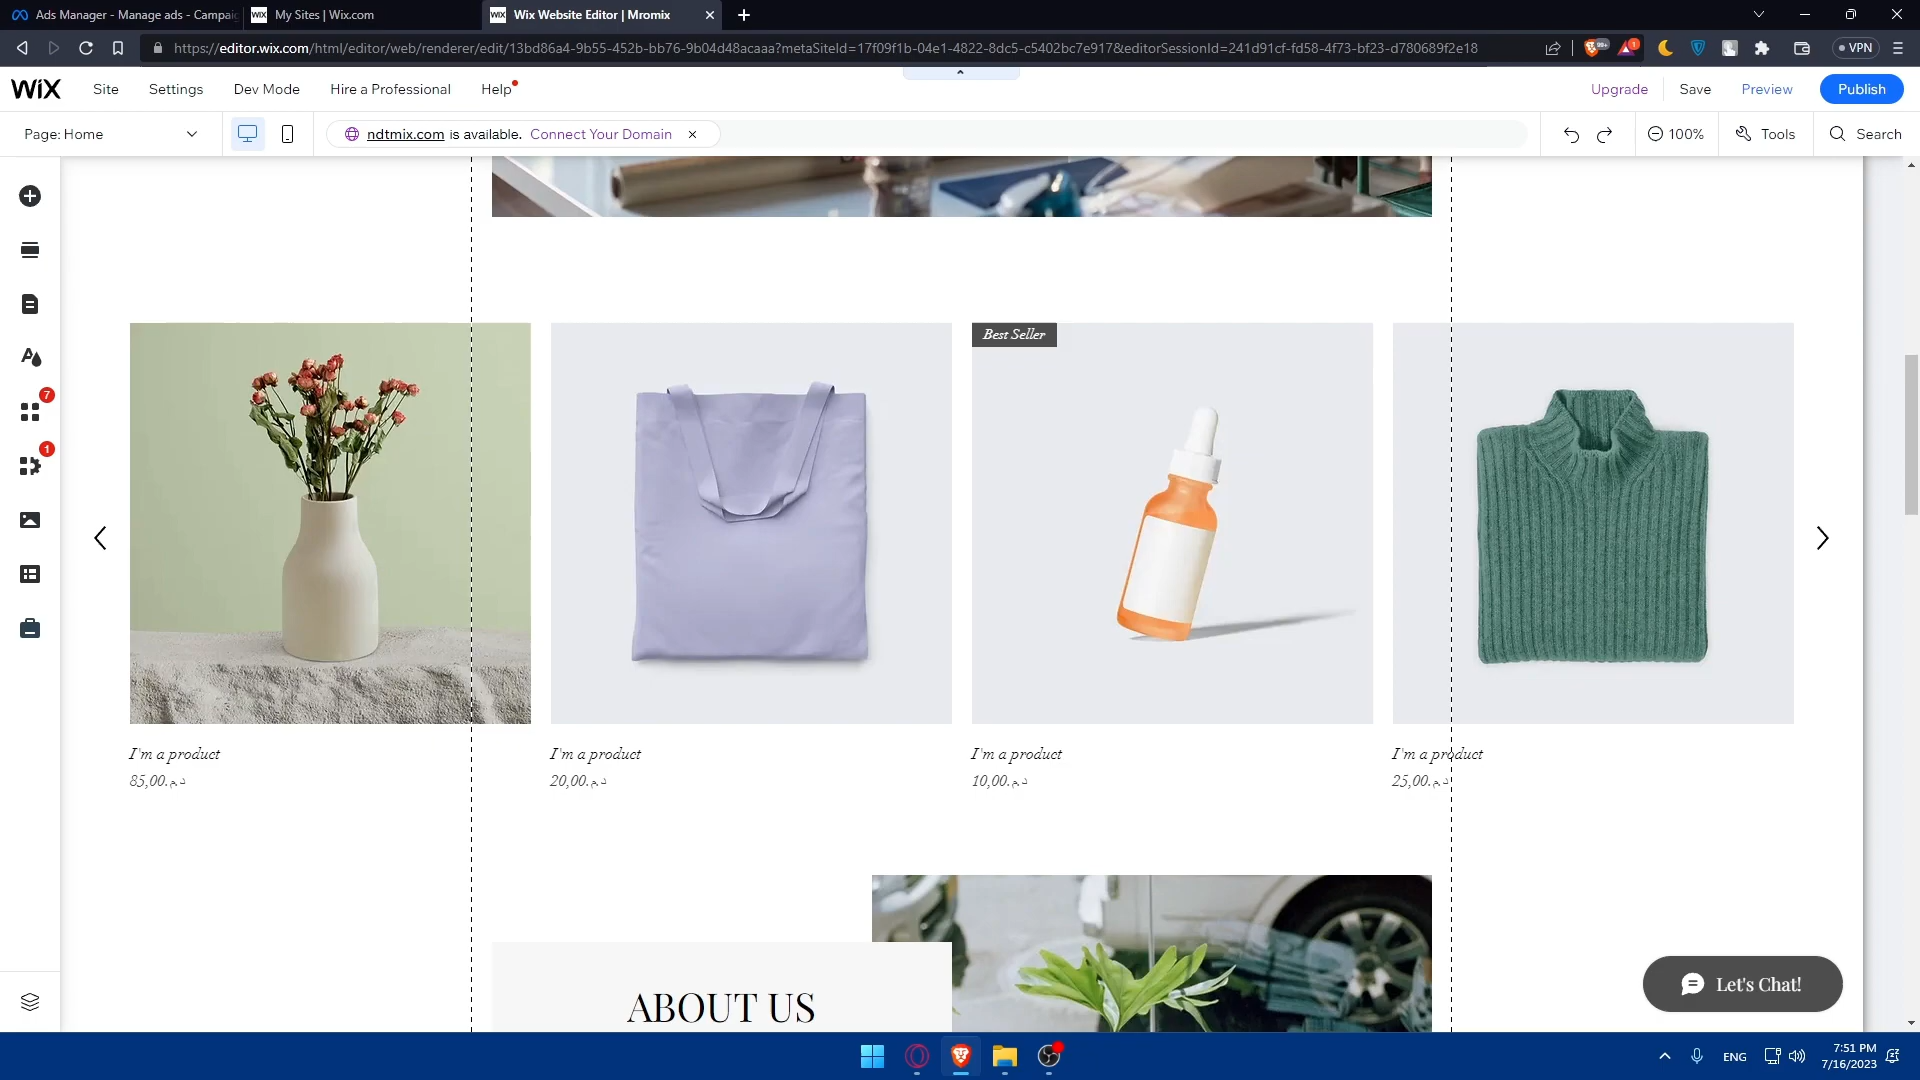 Ads Manager - Manage ads - Campaig
My Sites | Wix.com
Wix Website Editor | Mromix
https://editor.wix.com/html/editor/web/renderer/edit/13bd86a4-9b55-452b-bb76-9b04d48acaaa?metaSiteId=17f09f1b-04e1-4822-8dc5-c5402bc7e917&editorSessionId=241d91cf-fd58-4f73-bf23-d780689f2e18
99+
1
VPN
WiX
Site
Settings
Dev Mode
Hire a Professional
Help
Upgrade
Save
Preview
Publish
Page: Home
ndtmix.com is available. Connect Your Domain
100%
Tools
Search
7
1
Best Seller
I'm a product
I'm a product
I'm a product
I'm a product
85,00.د.م
20,00.د.م
10,00.د.م
25,00.د.م
ABOUT US
Let's Chat!
ENG
7:51 PM
7/16/2023